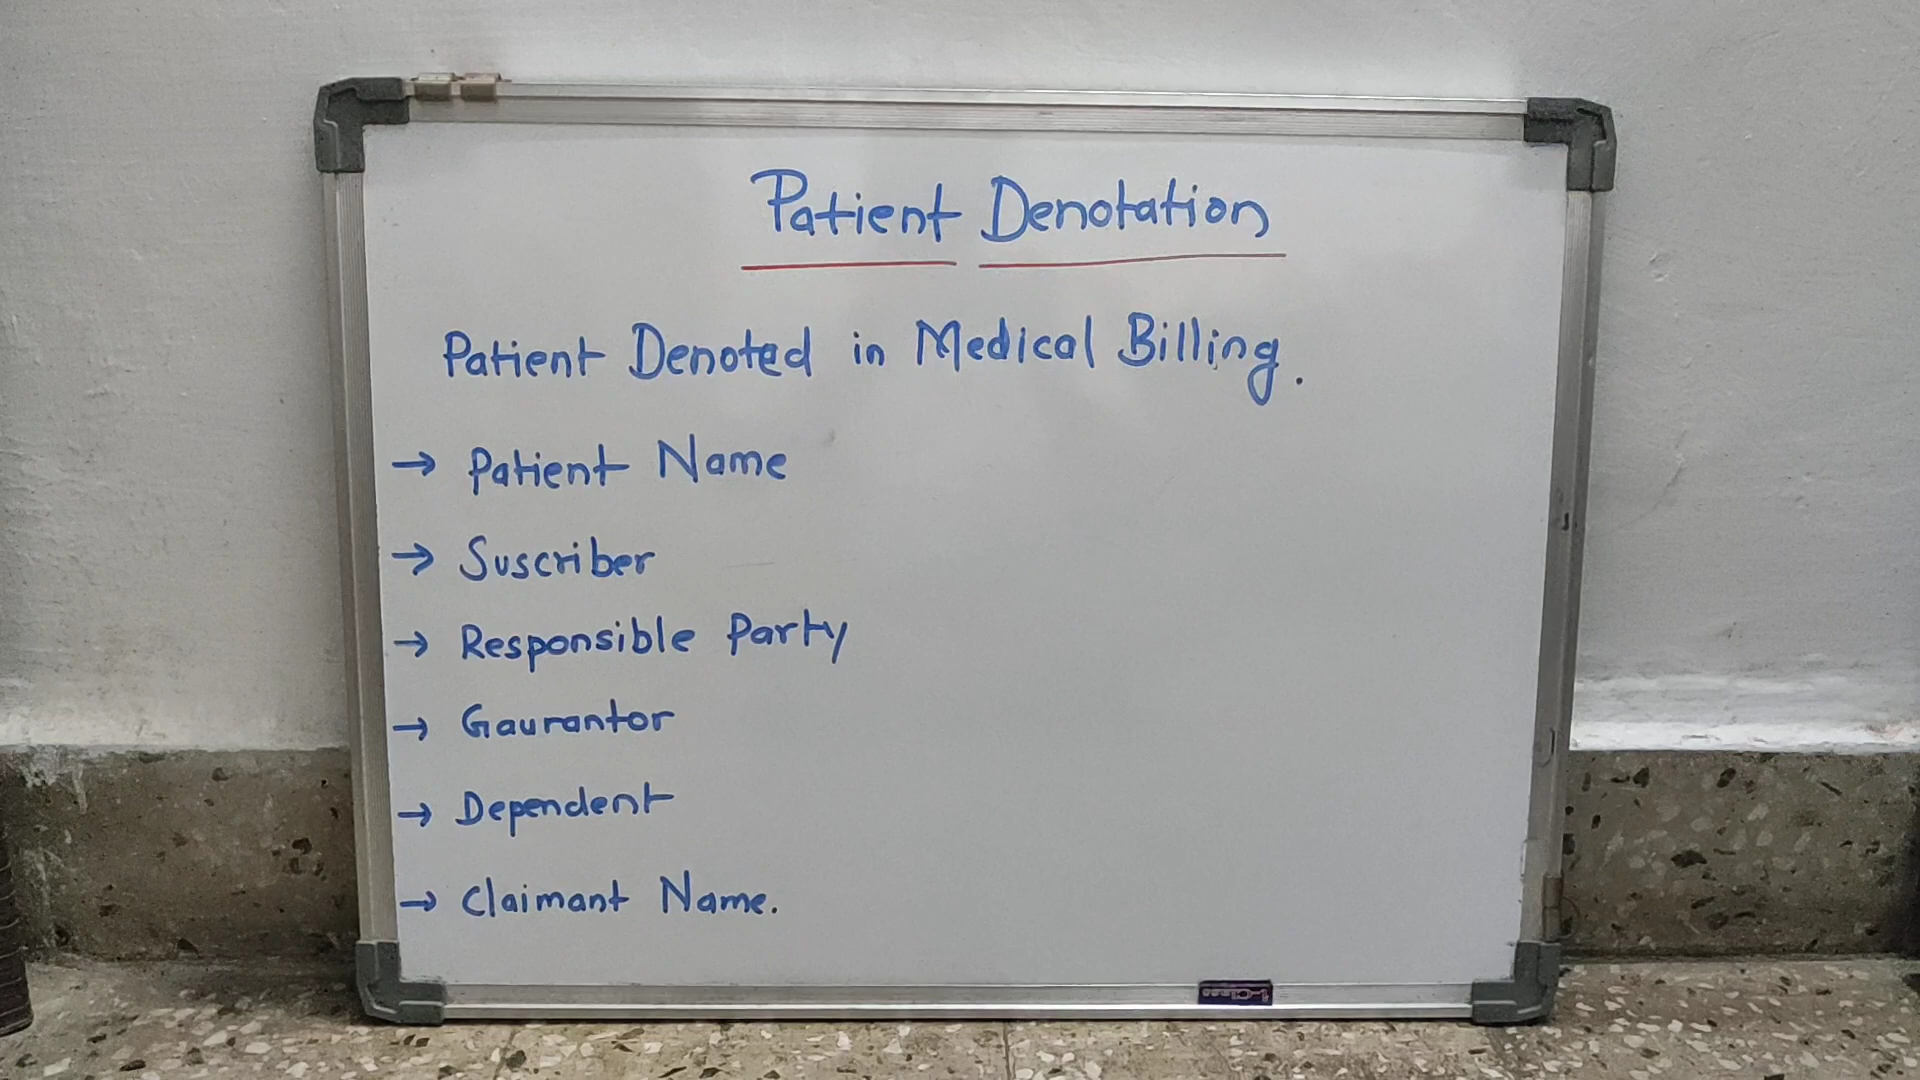 Patient Denotation
Patient Denoted in Medical Billing.
→ Patient Name
→ Suscriber
→ Responsible Party
→ Gaurantor
→ Dependent
→ Claimant Name.